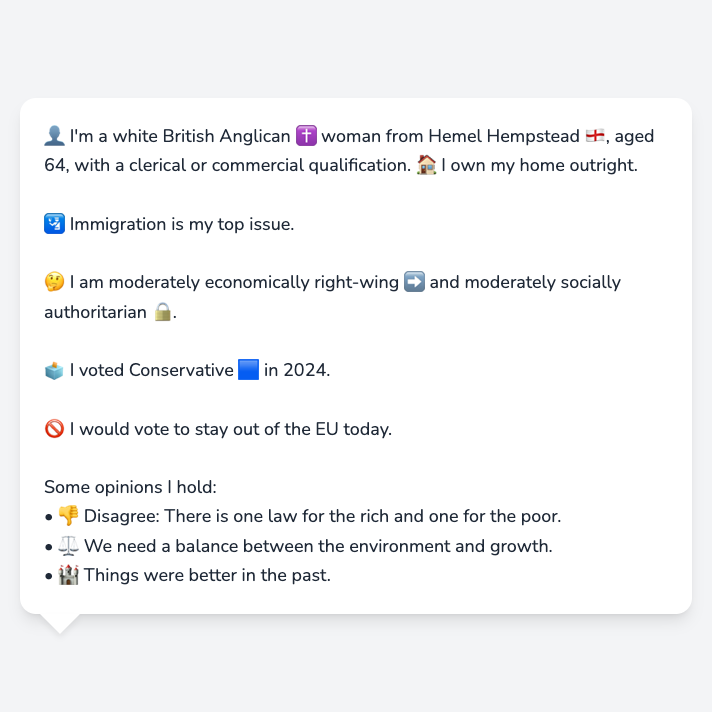 👤 I'm a white British Anglican ✝️ woman from Hemel Hempstead 🏴󠁧󠁢󠁥󠁮󠁧󠁿, aged
64, with a clerical or commercial qualification. 🏠 I own my home outright.
🛂 Immigration is my top issue.
🤔 I am moderately economically right-wing ➡️ and moderately socially
authoritarian 🔒.
🗳️ I voted Conservative 🟦 in 2024.
🚫 I would vote to stay out of the EU today.
Some opinions I hold:
• 👎 Disagree: There is one law for the rich and one for the poor.
• ⚖️ We need a balance between the environment and growth.
• 🏰 Things were better in the past.